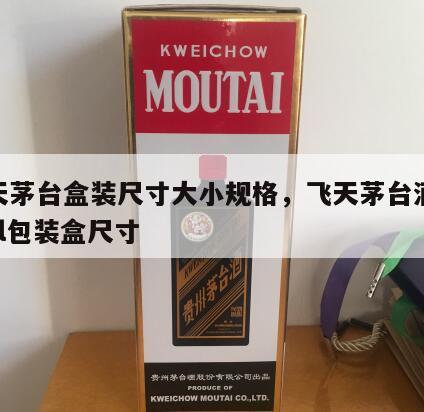 KWEICHOW
MOUTAI
天茅台盒装尺寸大小规格，飞天茅台酒
包装盒尺寸
贵州茅台酒
贵州茅台酒股份有限公司出品
PRODUCE OF
KWEICHOW MOUTAI CO.,LTD.